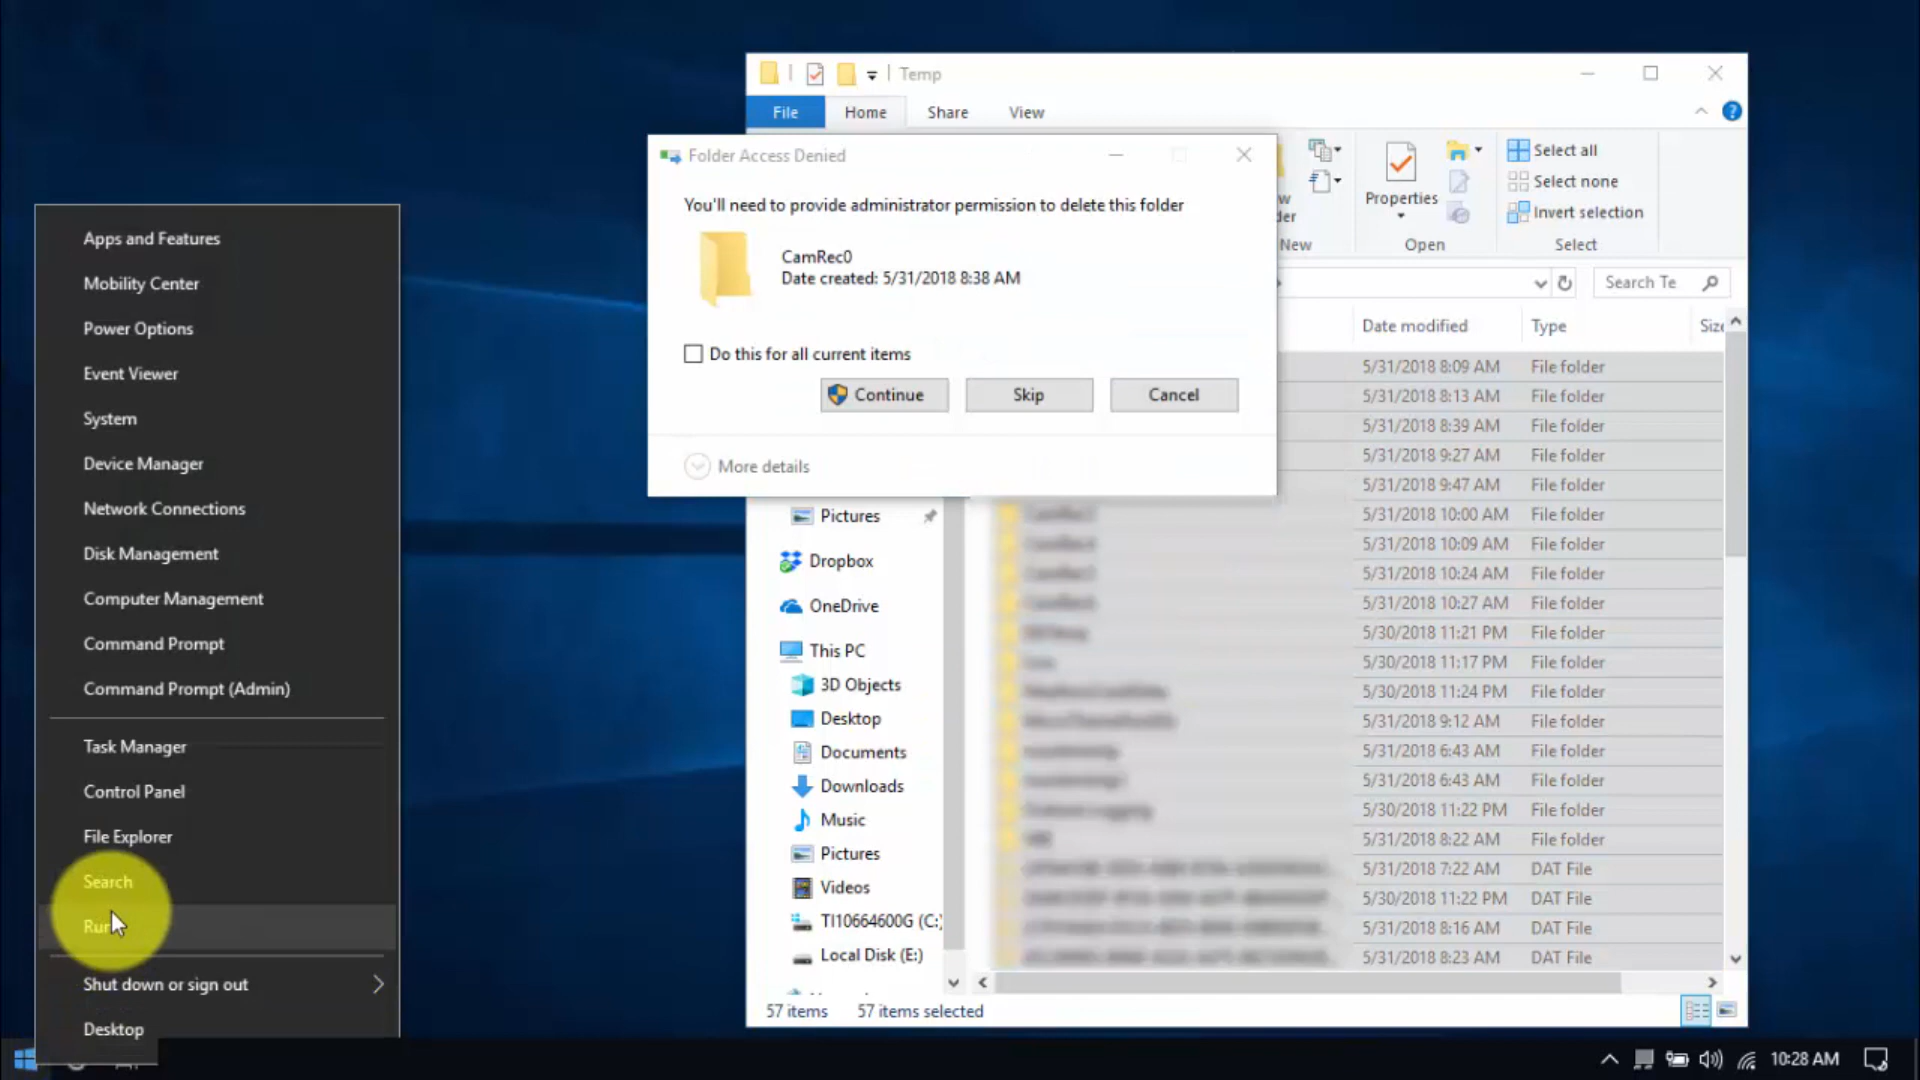 Temp
File
Home
Share
View
Select all
Select none
Invert selection
Properties
New
Open
Select
Search Te
Date modified
Type
Size
Folder Access Denied
You'll need to provide administrator permission to delete this folder
CamRec0
Date created: 5/31/2018 8:38 AM
Do this for all current items
Continue
Skip
Cancel
More details
Pictures
Dropbox
OneDrive
This PC
3D Objects
Desktop
Documents
Downloads
Music
Pictures
Videos
TI10664600G (C:)
Local Disk (E:)
5/31/2018 8:09 AM File folder
5/31/2018 8:13 AM File folder
5/31/2018 8:39 AM File folder
5/31/2018 9:27 AM File folder
5/31/2018 9:47 AM File folder
5/31/2018 10:00 AM File folder
5/31/2018 10:09 AM File folder
5/31/2018 10:24 AM File folder
5/31/2018 10:27 AM File folder
5/30/2018 11:21 PM File folder
5/30/2018 11:17 PM File folder
5/30/2018 11:24 PM File folder
5/31/2018 9:12 AM File folder
5/31/2018 6:43 AM File folder
5/31/2018 6:43 AM File folder
5/30/2018 11:22 PM File folder
5/31/2018 8:22 AM File folder
5/31/2018 7:22 AM DAT File
5/30/2018 11:22 PM DAT File
5/31/2018 8:16 AM DAT File
5/31/2018 8:23 AM DAT File
57 items
57 items selected
Apps and Features
Mobility Center
Power Options
Event Viewer
System
Device Manager
Network Connections
Disk Management
Computer Management
Command Prompt
Command Prompt (Admin)
Task Manager
Control Panel
File Explorer
Search
Run
Shut down or sign out
Desktop
10:28 AM